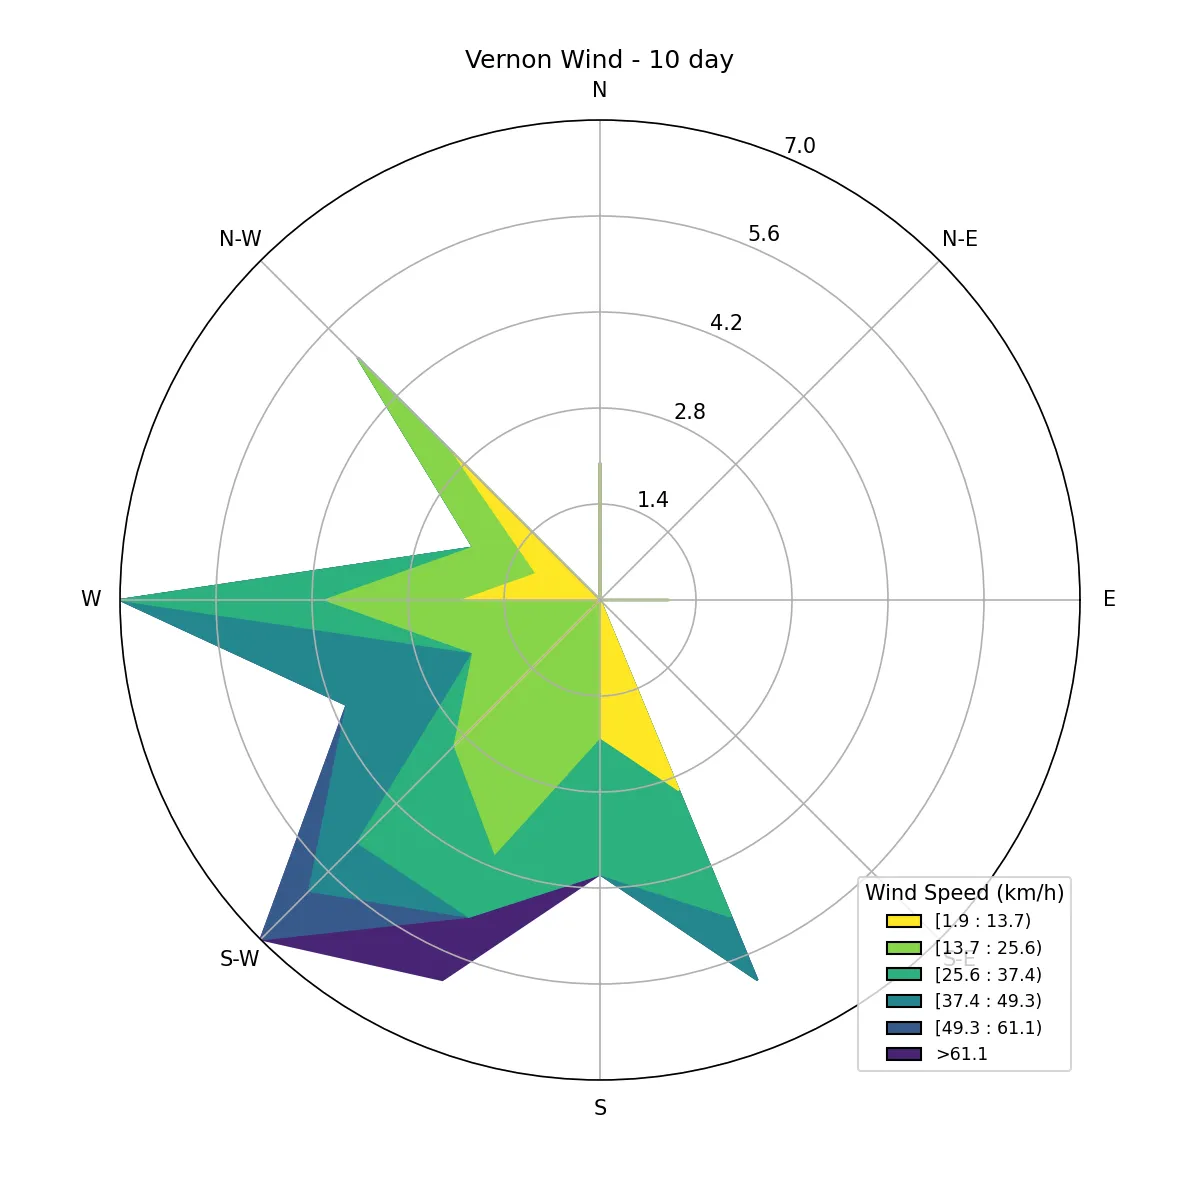 Vernon Wind - 10 day
N
7.0
N-W
5.6
N-E
4.2
2.8
1.4
W
E
Wind Speed (km/h)
[1.9 : 13.7)
[13.7 : 25.6)
S-W
S-E
[25.6 : 37.4)
[37.4 : 49.3)
[49.3 : 61.1)
>61.1
S